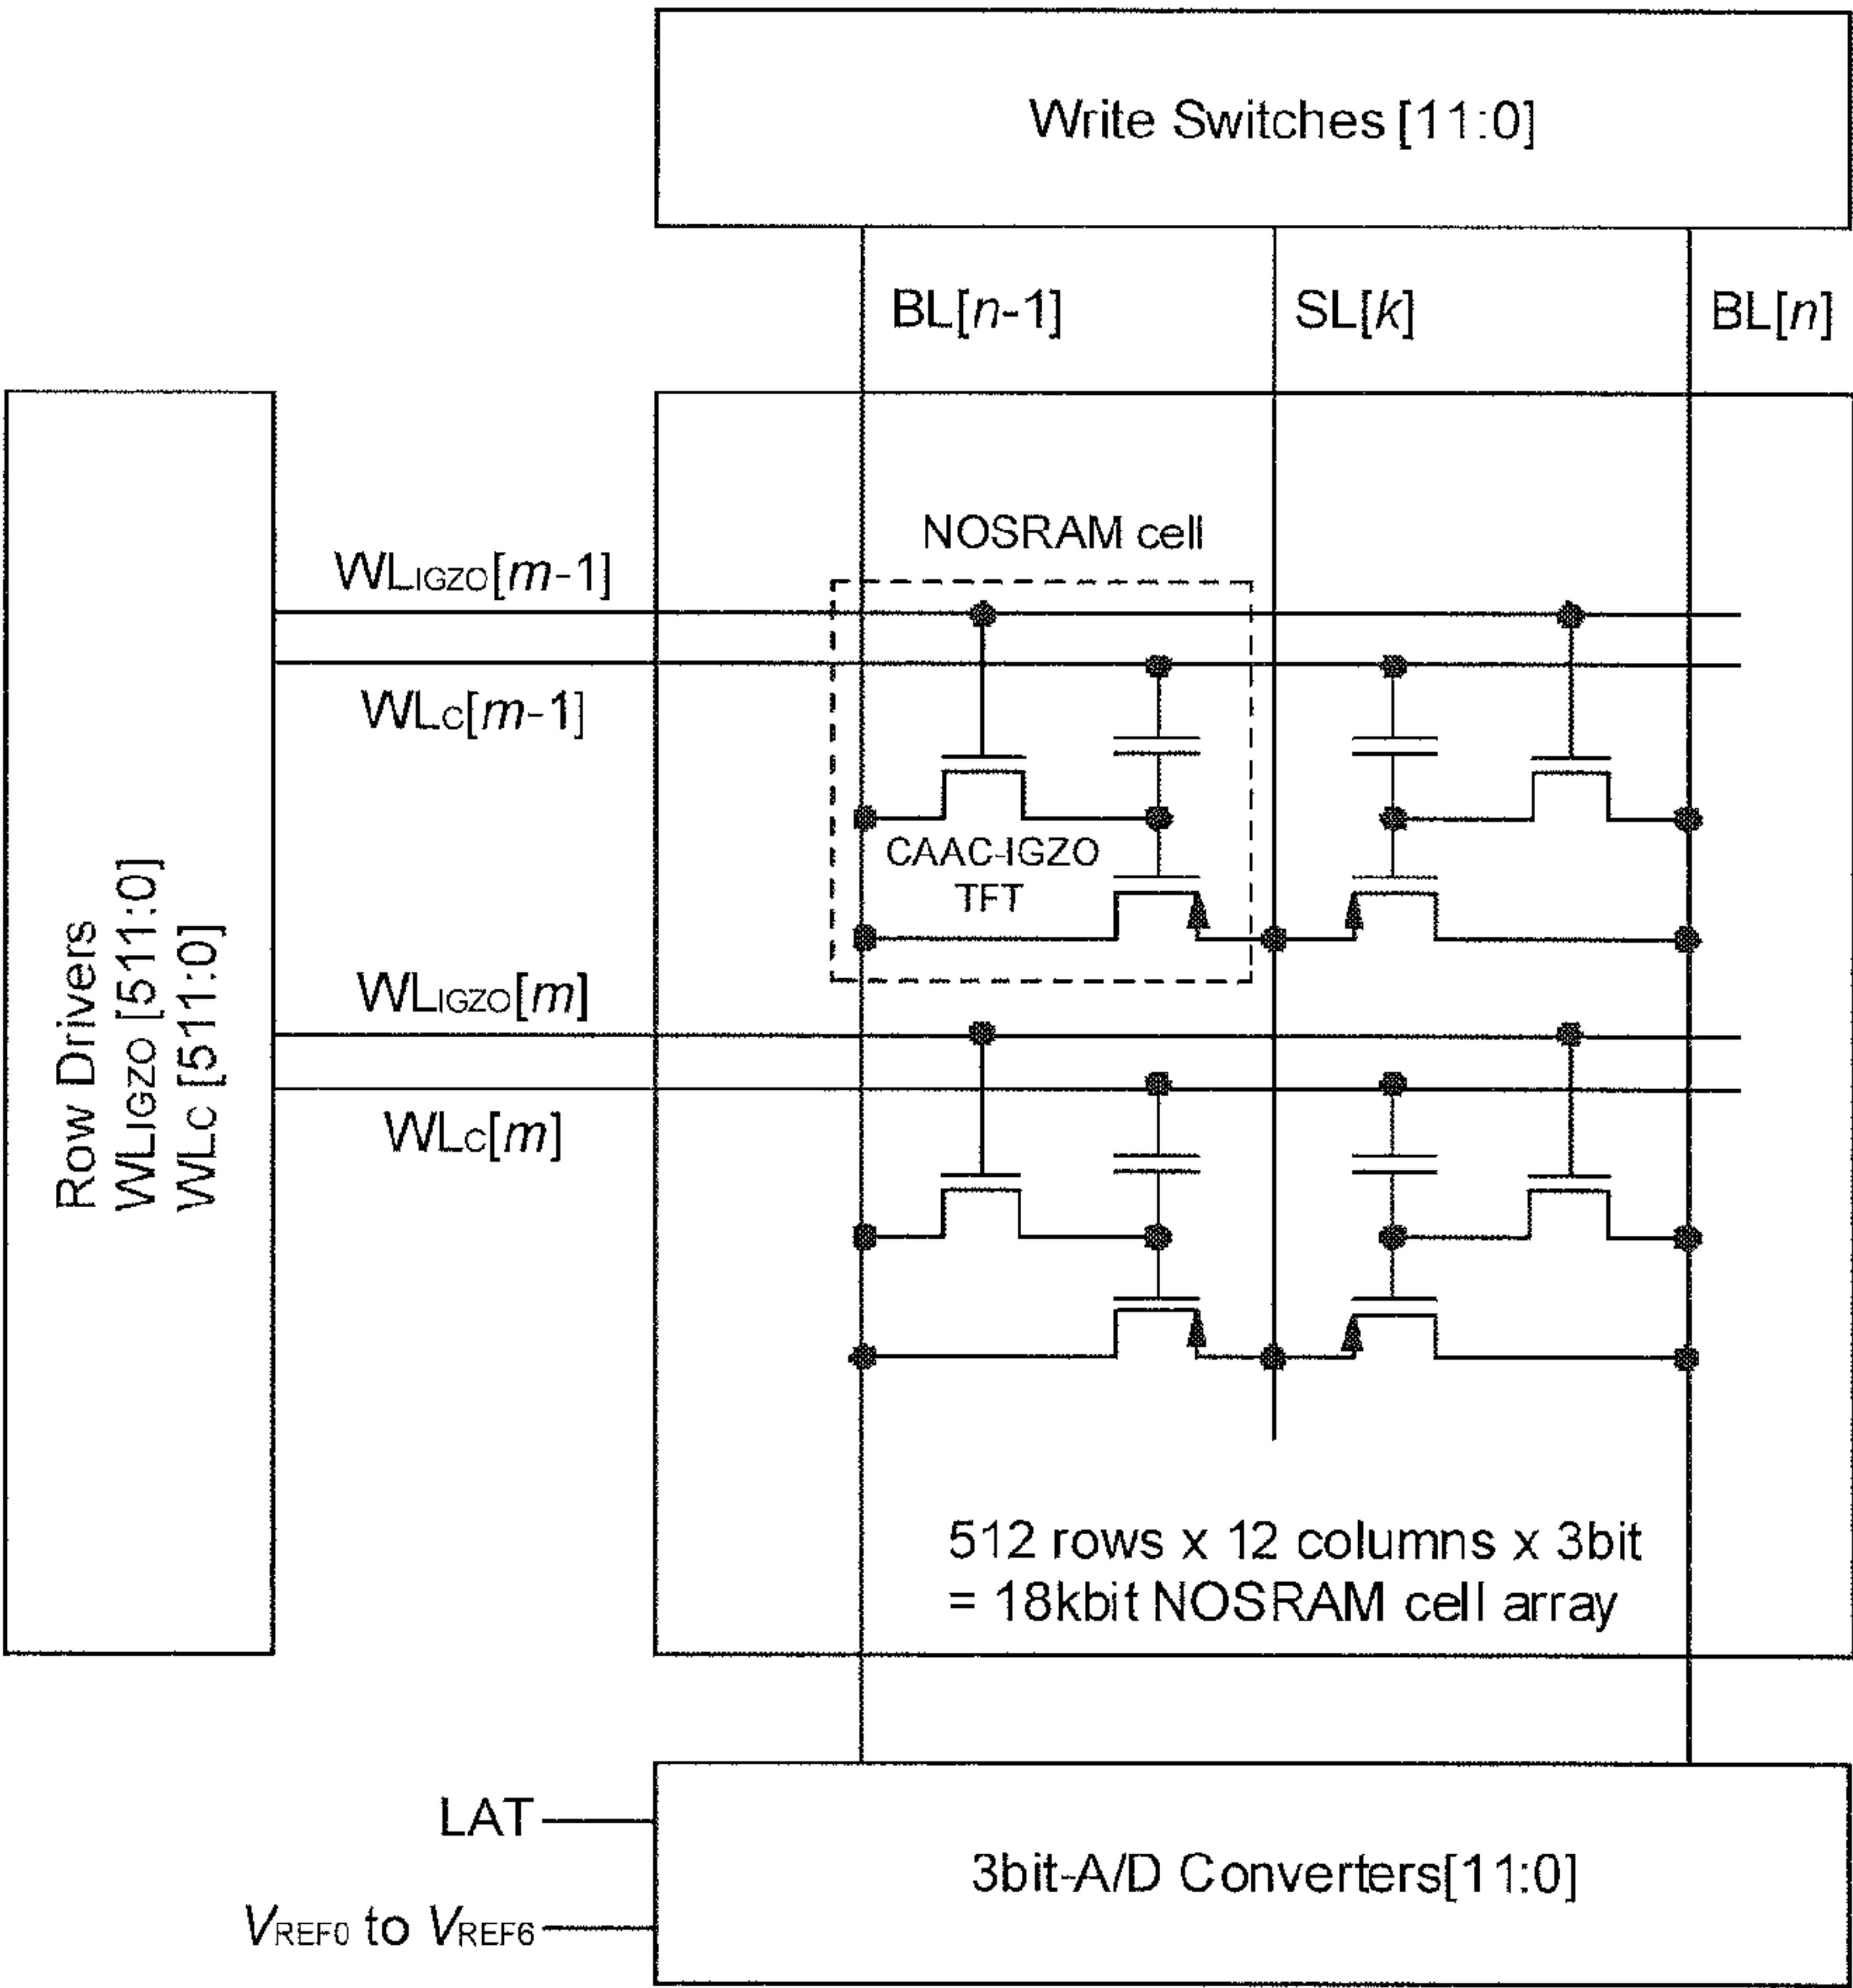 Write Switches [11:0]
BL[n-1]
SL[k]
BL[n]
NOSRAM cell
WLIGZO[m-1]
WLC[m-1]
CAAC-IGZO
TFT
Row Drivers
WLIGZO [511:0]
WLC [511:0]
WLIGZO[m]
WLC[m]
512 rows x 12 columns x 3bit
= 18kbit NOSRAM cell array
LAT
3bit-A/D Converters[11:0]
VREF0 to VREF6